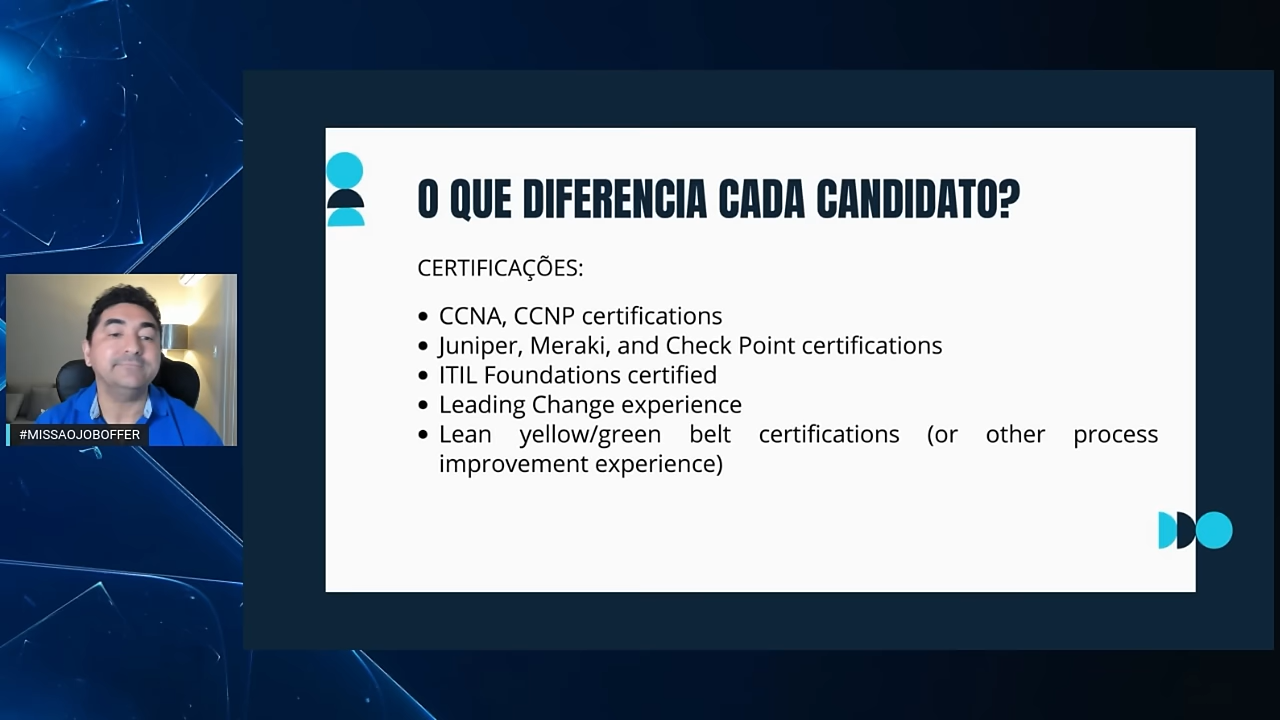 O QUE DIFERENCIA CADA CANDIDATO?
CERTIFICAÇÕES:
• CCNA, CCNP certifications
• Juniper, Meraki, and Check Point certifications
• ITIL Foundations certified
• Leading Change experience
• Lean yellow/green belt certifications (or other process
improvement experience)
#MISSAOJOBOFFER